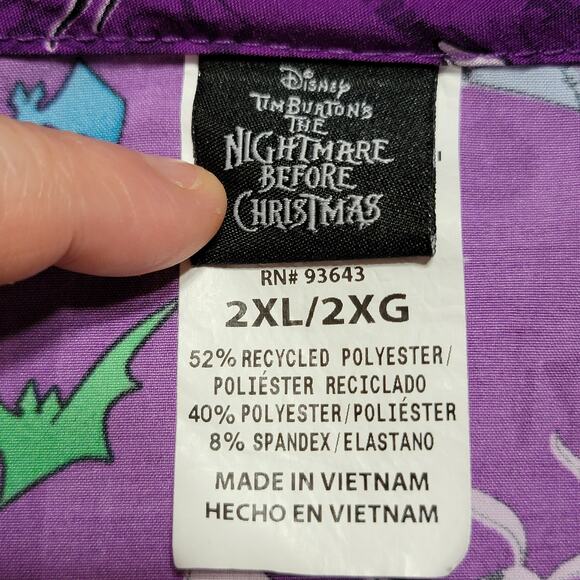 Disney
Tim Burton's
The
Nightmare
Before
Christmas
RN# 93643
2XL/2XG
52% RECYCLED POLYESTER/
POLIÉSTER RECICLADO
40% POLYESTER/POLIÉSTER
8% SPANDEX/ELASTANO
MADE IN VIETNAM
HECHO EN VIETNAM